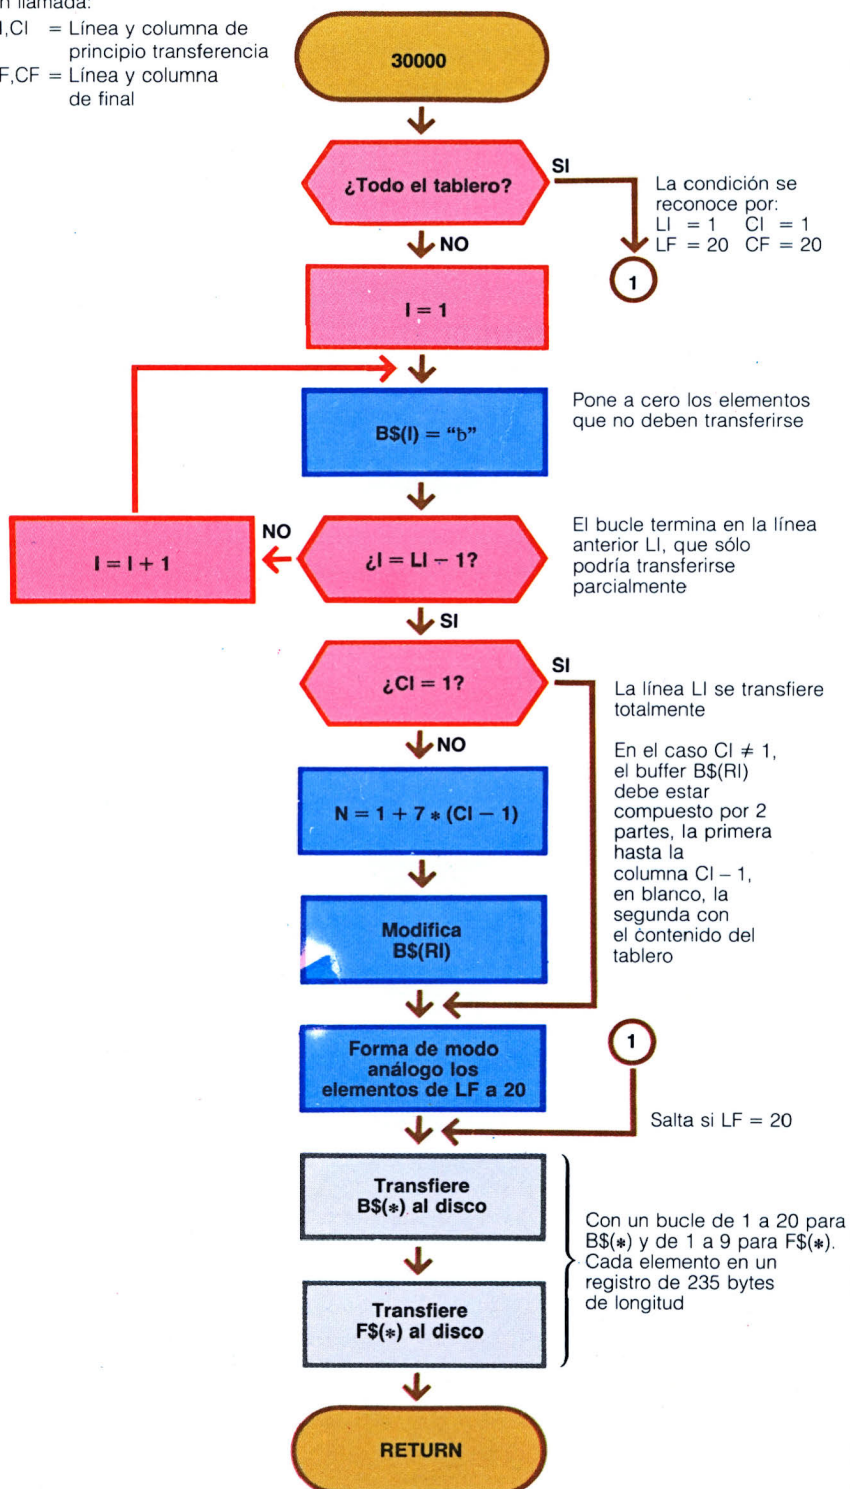 n llamada:
I,CI = Línea y columna de
principio transferencia
F,CF = Línea y columna
de final
30000
¿Todo el tablero?
SI
La condición se
reconoce por:
LI = 1 CI = 1
LF = 20 CF = 20
1
NO
I = 1
B$(I) = “b”
Pone a cero los elementos
que no deben transferirse
I = I + 1
NO
¿I = LI − 1?
El bucle termina en la línea
anterior LI, que sólo
podría transferirse
parcialmente
SI
¿CI = 1?
SI
La línea LI se transfiere
totalmente
NO
En el caso CI ≠ 1,
el buffer B$(RI)
debe estar
compuesto por 2
partes, la primera
hasta la
columna CI − 1,
en blanco, la
segunda con
el contenido del
tablero
N = 1 + 7 * (CI − 1)
Modifica
B$(RI)
Forma de modo
análogo los
elementos de LF a 20
1
Salta si LF = 20
Transfiere
B$(*) al disco
Con un bucle de 1 a 20 para
B$(*) y de 1 a 9 para F$(*).
Cada elemento en un
registro de 235 bytes
de longitud
Transfiere
F$(*) al disco
RETURN